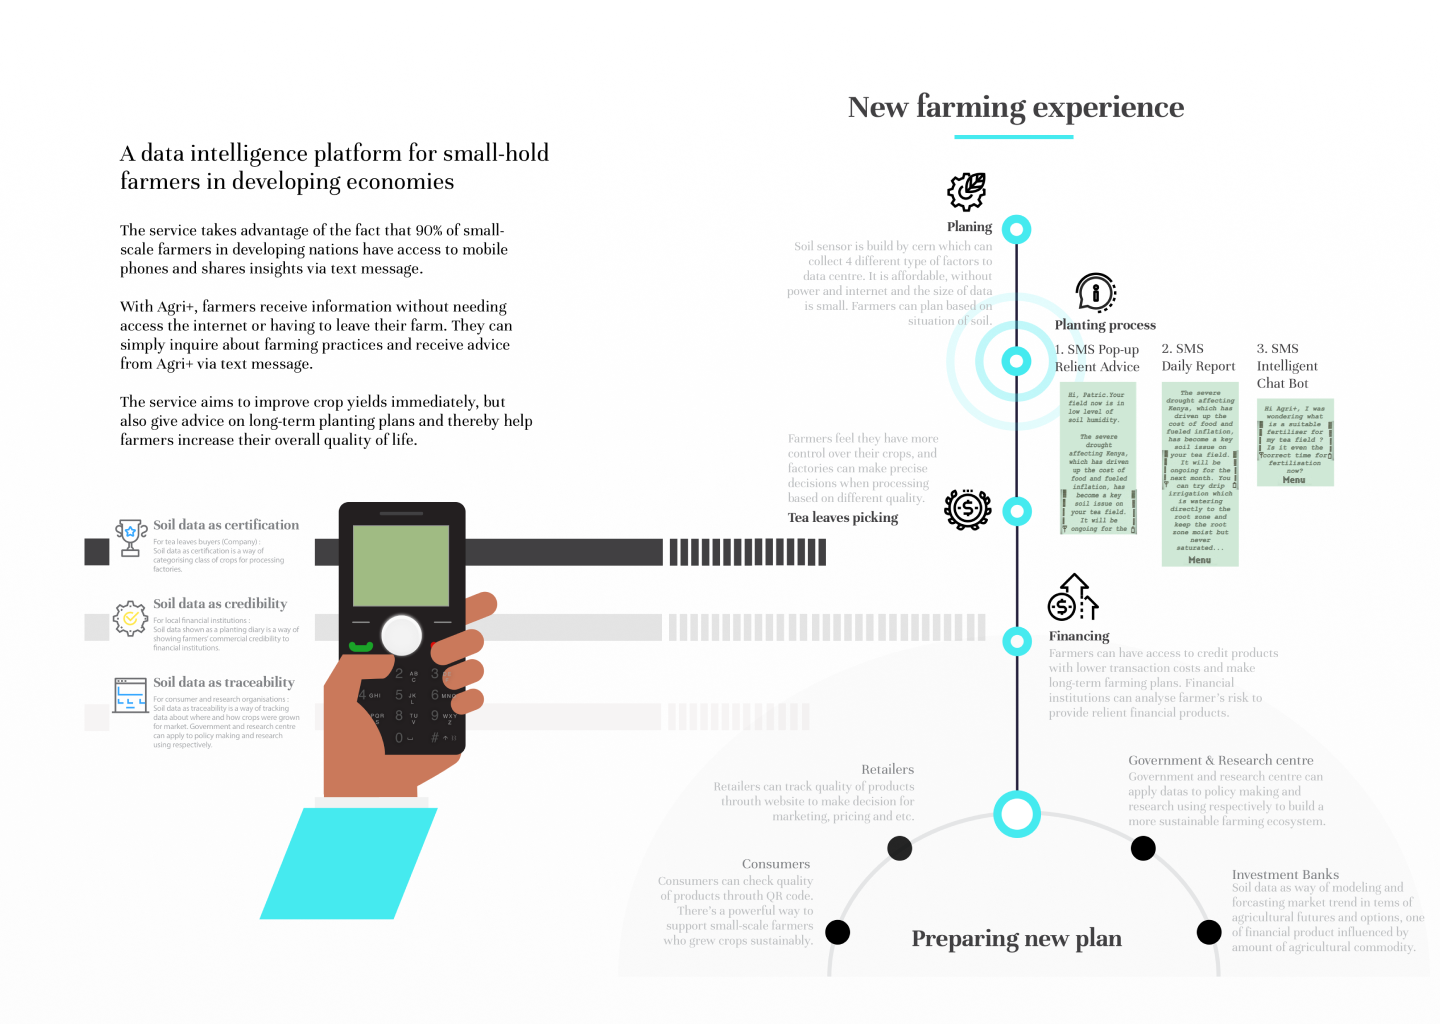 A data intelligence platform for small-hold
farmers in developing economies
The service takes advantage of the fact that 90% of small-
scale farmers in developing nations have access to mobile
phones and shares insights via text message.
With Agri+, farmers receive information without needing
access the internet or having to leave their farm. They can
simply inquire about farming practices and receive advice
from Agri+ via text message.
The service aims to improve crop yields immediately, but
also give advice on long-term planting plans and thereby help
farmers increase their overall quality of life.
Soil data as certification
For tea leaves buyers (Company) :
Soil data as certification is a way of
categorising class of crops for processing
factories.
Soil data as credibility
For local financial institutions :
Soil data shown as a planting diary is a way of
showing farmers' commercial credibility to
financial institutions.
Soil data as traceability
For consumer and research organisations :
Soil data as traceability is a way of tracking
data about where and how crops were grown
for market. Government and research centre
can apply to policy making and research
using respectively.
2 ABC
3
4 GHI
5 JKL
6 MNO
PQRS
8 TUV
9 WXYZ
0
#
New farming experience
Planing
Soil sensor is build by cern which can
collect 4 different type of factors to
data centre. It is affordable, without
power and internet and the size of data
is small. Farmers can plan based on
situation of soil.
Planting process
1. SMS Pop-up
Relient Advice
Hi, Patric.Your
field now is in
low level of
soil humidity.
The severe
drought
affecting Kenya,
which has driven
up the cost of
food and fueled
inflation, has
become a key
soil issue on
your tea field.
It will be
ongoing for the
2. SMS
Daily Report
The severe
drought affecting
Kenya, which has
driven up the
cost of food and
fueled inflation,
has become a key
soil issue on
your tea field.
It will be
ongoing for the
next month. You
can try drip
irrigation which
is watering
directly to the
root zone and
keep the root
zone moist but
never
saturated...
Menu
3. SMS
Intelligent
Chat Bot
Hi Agri+, I was
wondering what
is a suitable
fertiliser for
my tea field ?
Is it even the
correct time for
fertilisation
now?
Menu
Farmers feel they have more
control over their crops, and
factories can make precise
decisions when processing
based on different quality.
Tea leaves picking
Financing
Farmers can have access to credit products
with lower transaction costs and make
long-term farming plans. Financial
institutions can analyse farmer's risk to
provide relient financial products.
Retailers
Retailers can track quality of products
throuth website to make decision for
marketing, pricing and etc.
Government & Research centre
Government and research centre can
apply datas to policy making and
research using respectively to build a
more sustainable farming ecosystem.
Consumers
Consumers can check quality
of products throuth QR code.
There's a powerful way to
support small-scale farmers
who grew crops sustainably.
Investment Banks
Soil data as way of modeling and
forcasting market trend in tems of
agricultural futures and options, one
of financial product influenced by
amount of agricultural commodity.
Preparing new plan